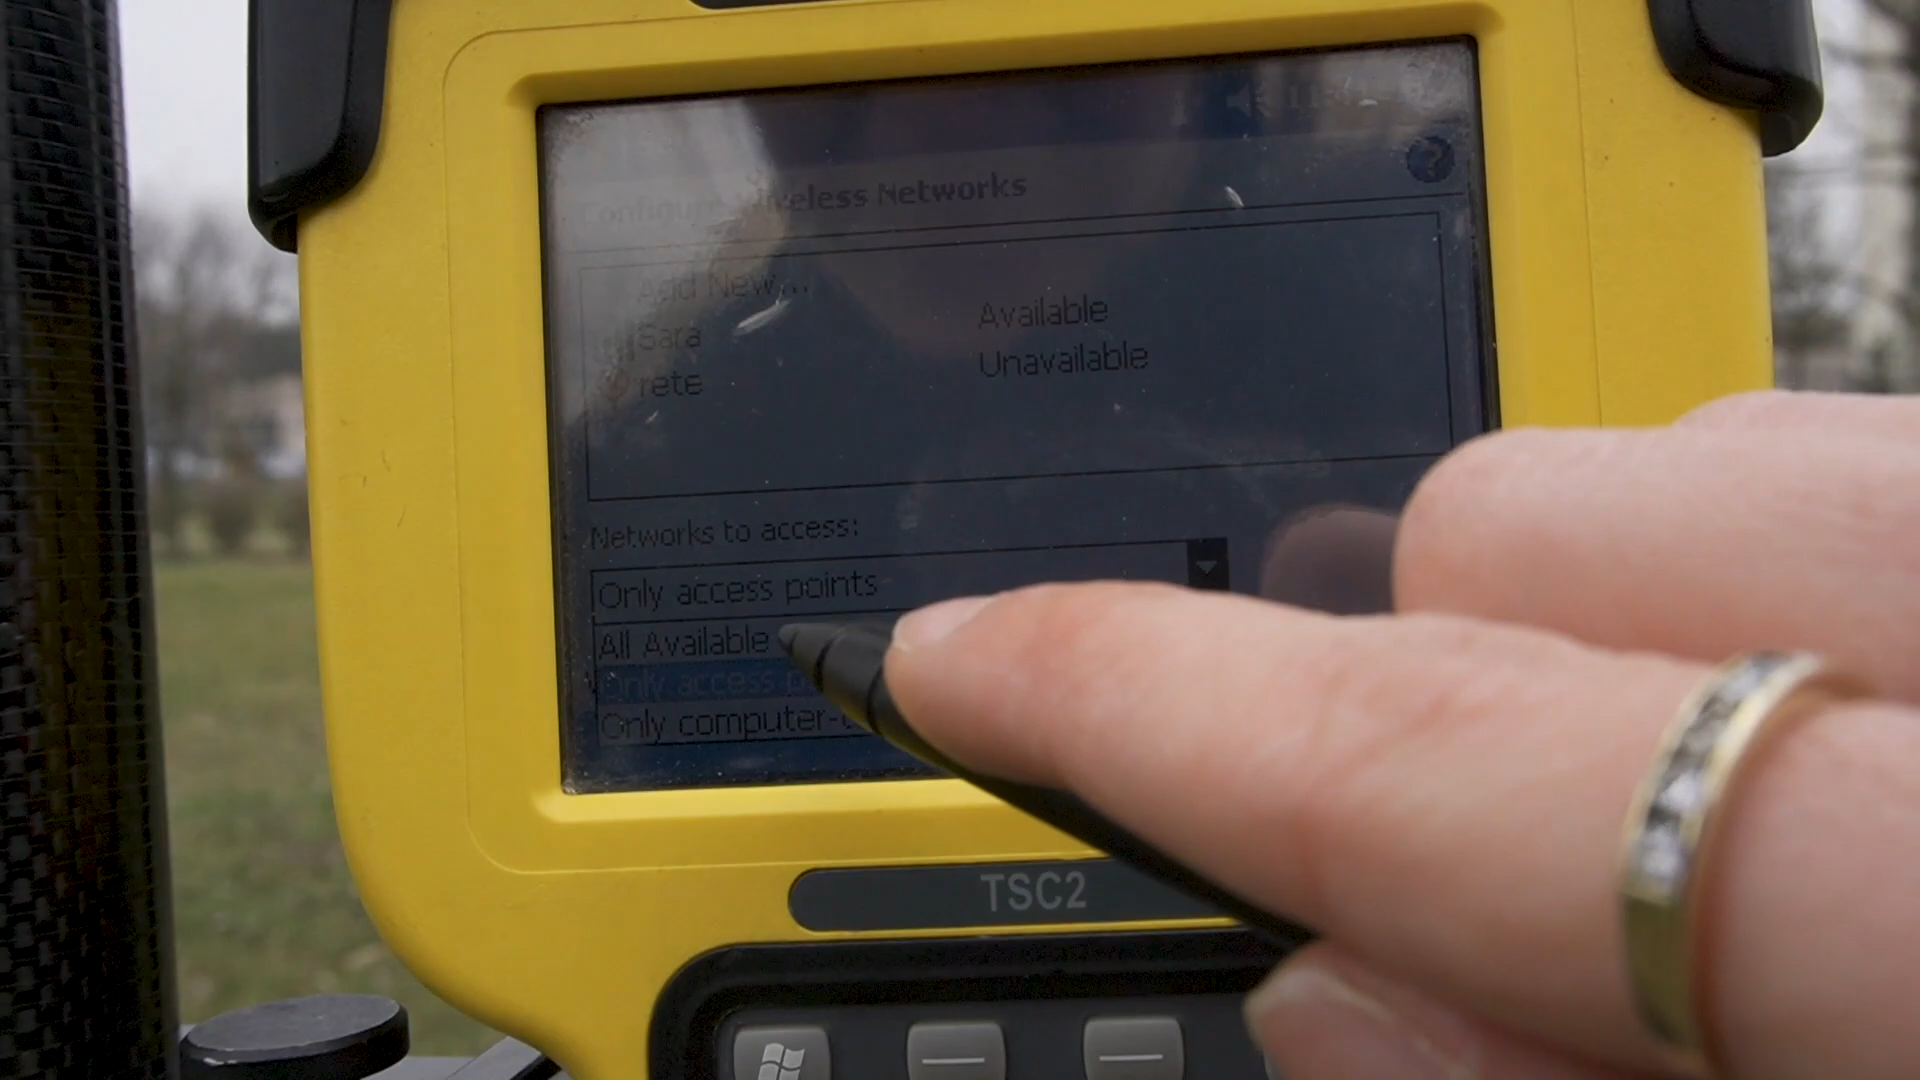 Configure Wireless Networks
Add New...
Sara Available
rete Unavailable
Networks to access:
Only access points
All Available
Only access
Only computer-
TSC2